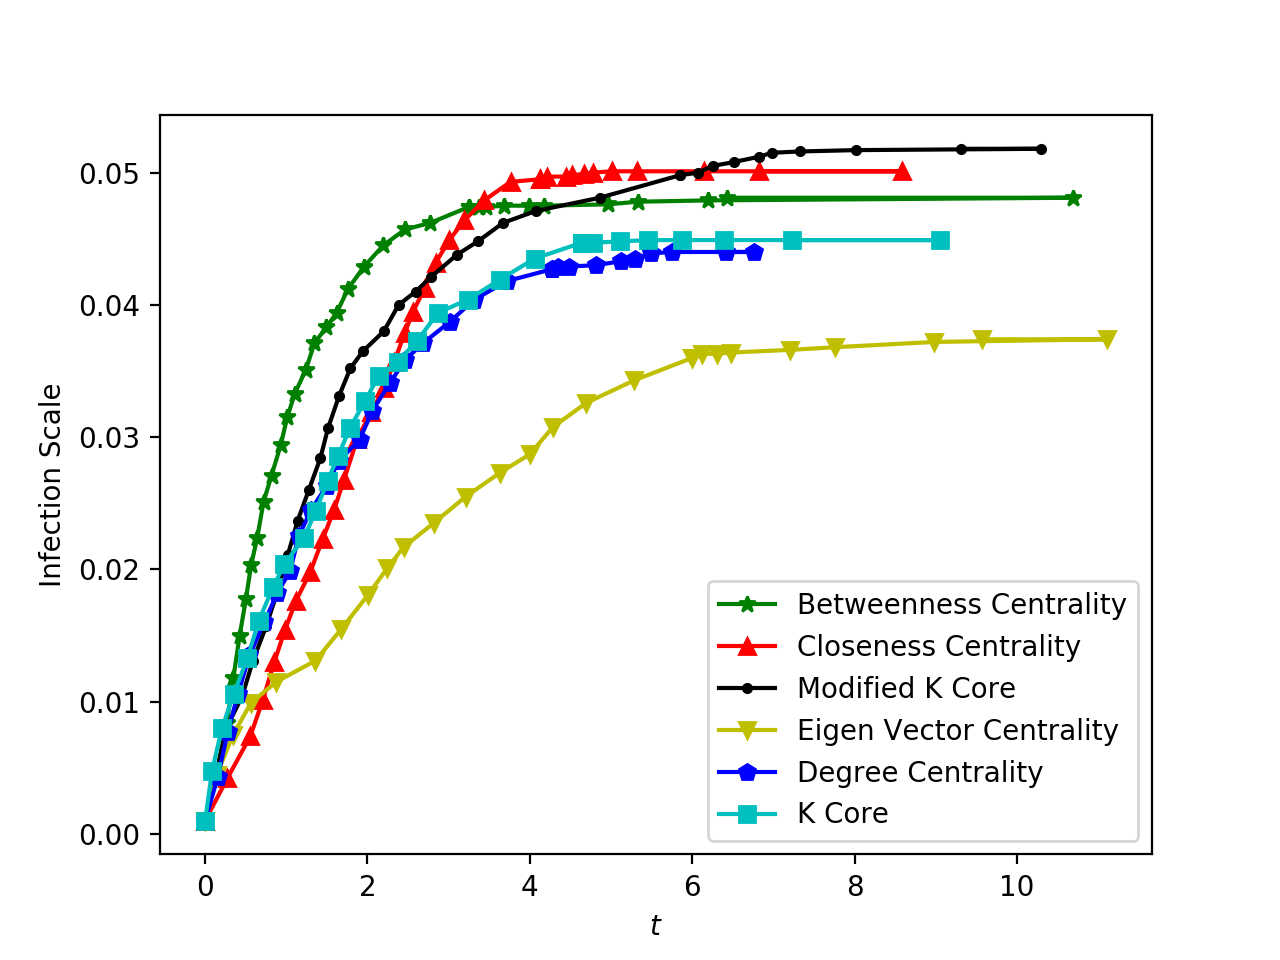 0.05
0.04
0.03
0.02
0.01
0.00
Infection Scale
0 2 4 6 8 10
t
Betweenness Centrality
Closeness Centrality
Modified K Core
Eigen Vector Centrality
Degree Centrality
K Core